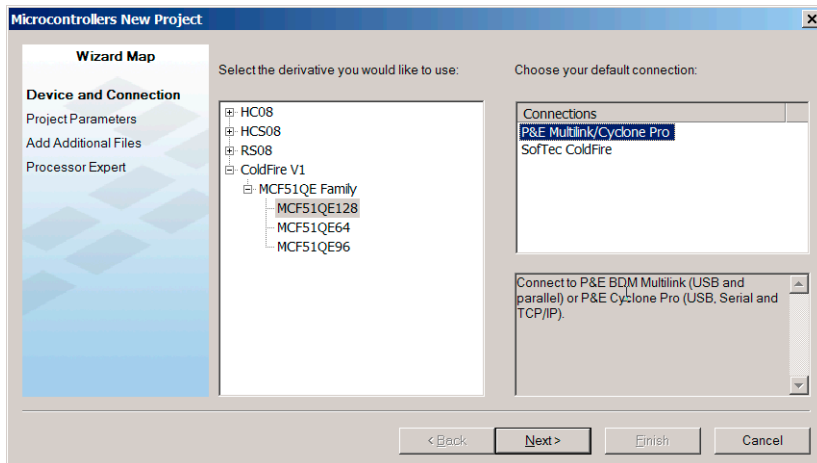 Microcontrollers New Project
Wizard Map
Device and Connection
Project Parameters
Add Additional Files
Processor Expert
Select the derivative you would like to use:
HC08
HCS08
RS08
ColdFire V1
MCF51QE Family
MCF51QE128
MCF51QE64
MCF51QE96
Choose your default connection:
Connections
P&E Multilink/Cyclone Pro
SofTec ColdFire
Connect to P&E BDM Multilink (USB and
parallel) or P&E Cyclone Pro (USB, Serial and
TCP/IP).
< Back
Next >
Finish
Cancel